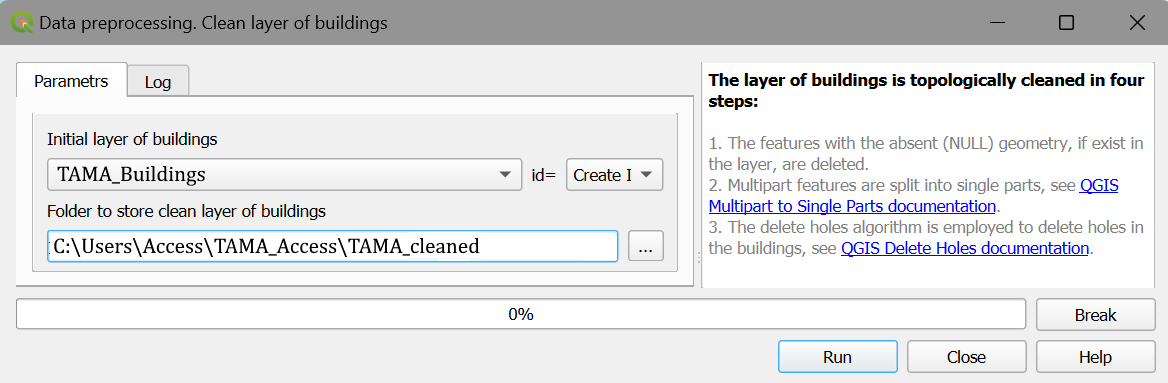 Data preprocessing. Clean layer of buildings
Parametrs
Log
Initial layer of buildings
TAMA_Buildings
id=
Create I
Folder to store clean layer of buildings
C:\Users\Access\TAMA_Access\TAMA_cleaned
...
The layer of buildings is topologically cleaned in four
steps:
1. The features with the absent (NULL) geometry, if exist in
the layer, are deleted.
2. Multipart features are split into single parts, see QGIS
Multipart to Single Parts documentation.
3. The delete holes algorithm is employed to delete holes in
the buildings, see QGIS Delete Holes documentation.
0%
Break
Run
Close
Help